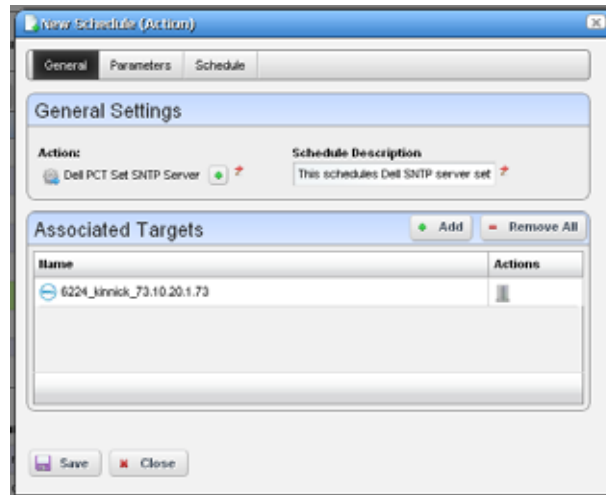 New Schedule (Action)
General Parameters Schedule
General Settings
Action: Schedule Description
Dell PCT Set SNTP Server This schedules Dell SNTP server set
Associated Targets Add Remove All
Name Actions
6224_kinnick_73.10.20.1.73
Save Close